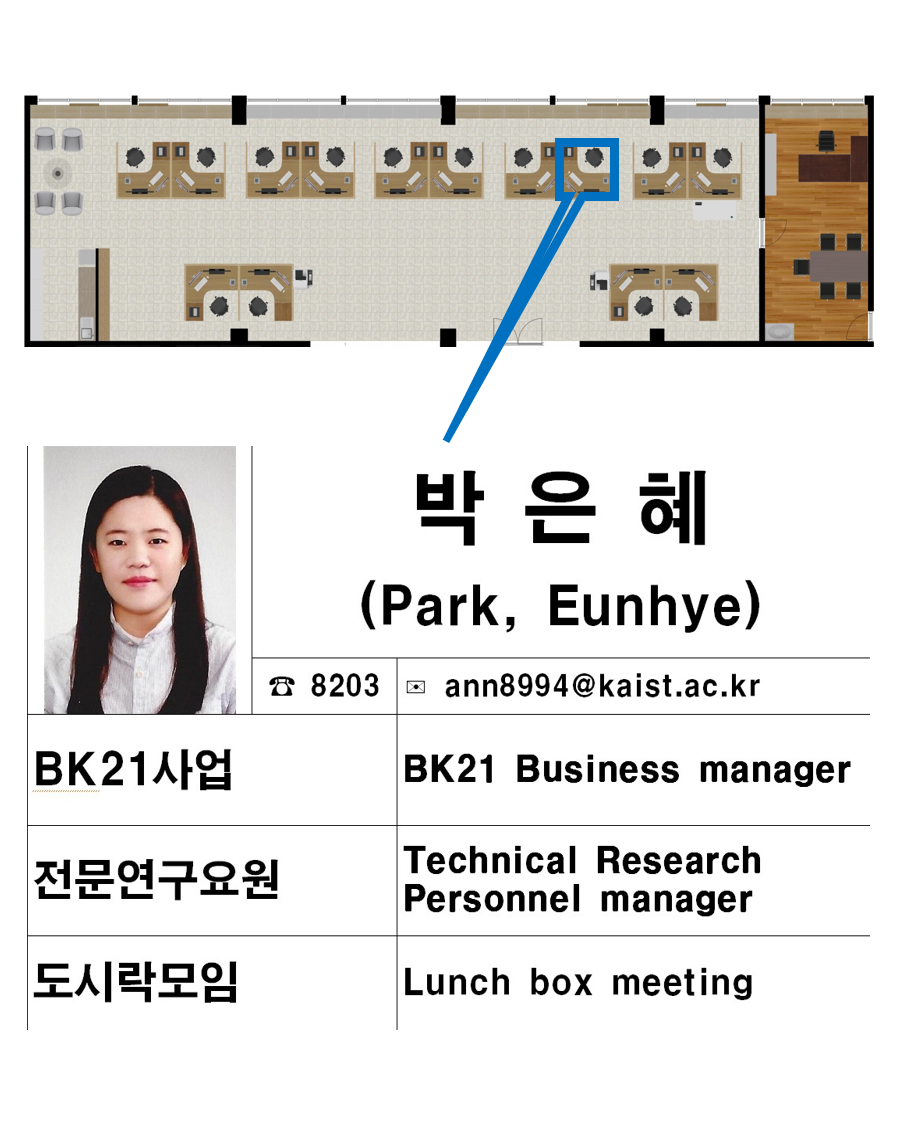 박 은 혜
(Park, Eunhye)
☎ 8203
✉ ann8994@kaist.ac.kr
BK21사업
BK21 Business manager
전문연구요원
Technical Research
Personnel manager
도시락모임
Lunch box meeting